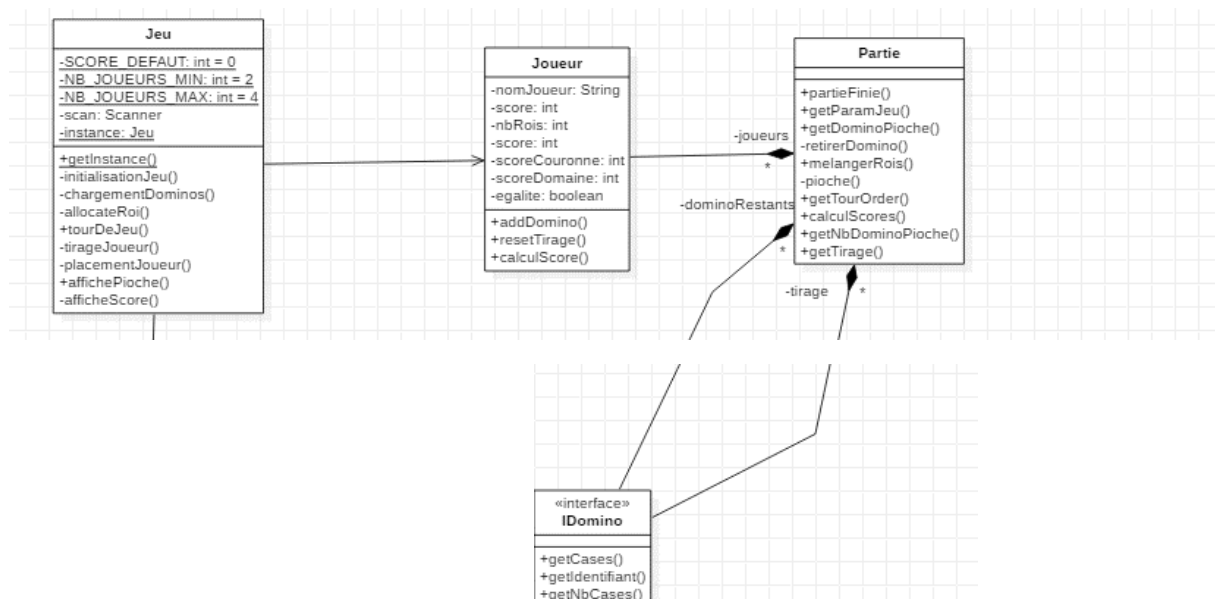 Jeu
-SCORE_DEFAUT: int = 0
-NB_JOUEURS_MIN: int = 2
-NB_JOUEURS_MAX: int = 4
-scan: Scanner
-instance: Jeu
+getInstance()
-initialisationJeu()
-chargementDominos()
-allocateRoi()
+tourDeJeu()
-tirageJoueur()
-placementJoueur()
+affichePioche()
-afficheScore()
Joueur
-nomJoueur: String
-score: int
-nbRois: int
-score: int
-scoreCouronne: int
-scoreDomaine: int
-egalite: boolean
+addDomino()
+resetTirage()
+calculScore()
-joueurs
*
-dominoRestants
*
Partie
+partieFinie()
+getParamJeu()
+getDominoPioche()
-retirerDomino()
+melangerRois()
-pioche()
+getTourOrder()
+calculScores()
+getNbDominoPioche()
+getTirage()
-tirage
*
«interface»
IDomino
+getCases()
+getIdentifiant()
+getNbCases()